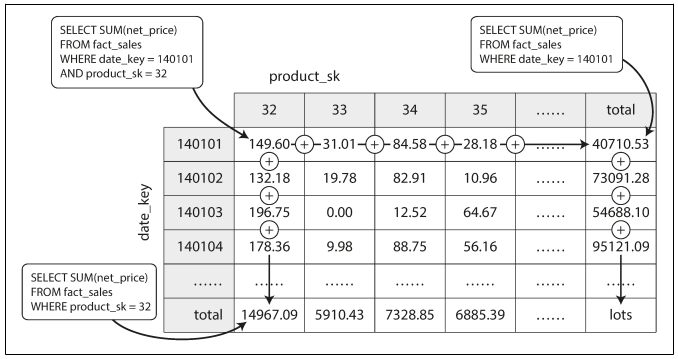 SELECT SUM(net_price)
FROM fact_sales
WHERE date_key = 140101
AND product_sk = 32
SELECT SUM(net_price)
FROM fact_sales
WHERE date_key = 140101
product_sk
32 33 34 35 ...... total
date_key
140101 149.60 + 31.01 + 84.58 + 28.18 + ...... 40710.53
+ +
140102 132.18 19.78 82.91 10.96 ...... 73091.28
+ +
140103 196.75 0.00 12.52 64.67 ...... 54688.10
+ +
140104 178.36 9.98 88.75 56.16 ...... 95121.09
...... ...... ...... ...... ...... ...... ......
total 14967.09 5910.43 7328.85 6885.39 ...... lots
SELECT SUM(net_price)
FROM fact_sales
WHERE product_sk = 32